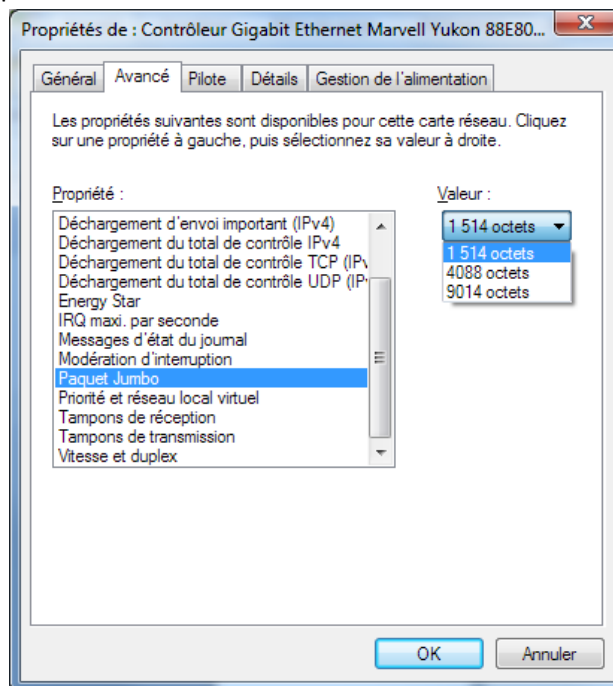 Propriétés de : Contrôleur Gigabit Ethernet Marvell Yukon 88E80...
Général Avancé Pilote Détails Gestion de l'alimentation
Les propriétés suivantes sont disponibles pour cette carte réseau. Cliquez
sur une propriété à gauche, puis sélectionnez sa valeur à droite.
Propriété :
Valeur :
Déchargement d'envoi important (IPv4)
Déchargement du total de contrôle IPv4
Déchargement du total de contrôle TCP (IPv
Déchargement du total de contrôle UDP (IP
Energy Star
IRQ maxi. par seconde
Messages d'état du journal
Modération d'interruption
Paquet Jumbo
Priorité et réseau local virtuel
Tampons de réception
Tampons de transmission
Vitesse et duplex
1 514 octets
1 514 octets
4088 octets
9014 octets
OK
Annuler